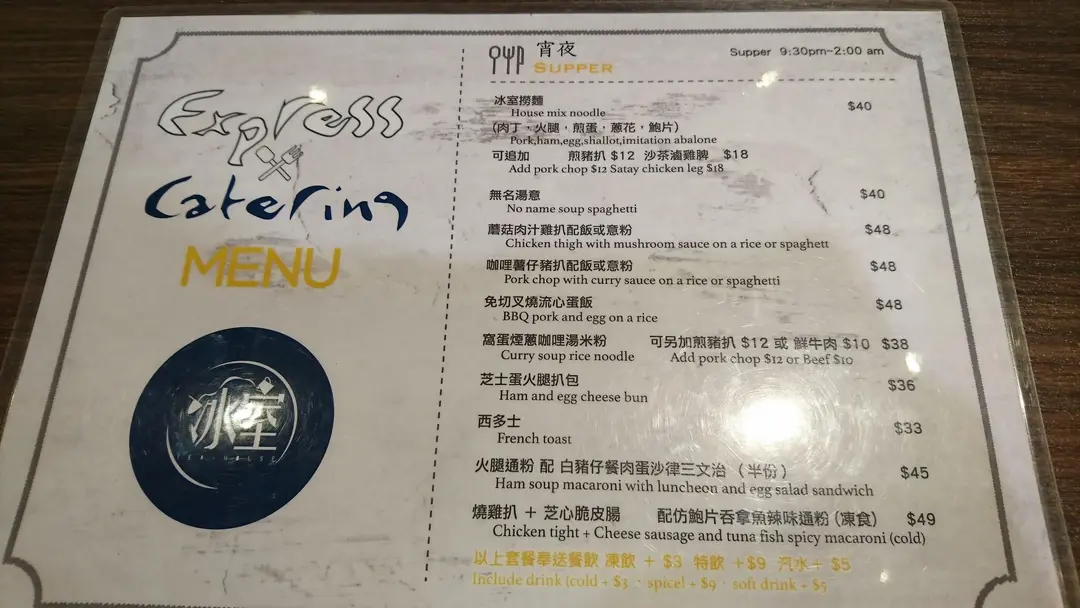 Express
Catering
MENU
冰室
宵夜
SUPPER
Supper 9:30pm~2:00 am
冰室撈麵 $40
House mix noodle
(肉丁，火腿，煎蛋，蔥花，鮑片)
Pork,ham,egg,shallot,imitation abalone
可追加 煎豬扒 $12 沙茶滷雞髀 $18
Add pork chop $12 Satay chicken leg $18
無名湯意 $40
No name soup spaghetti
蘑菇肉汁雞扒配飯或意粉 $48
Chicken thigh with mushroom sauce on a rice or spaghett
咖哩薯仔豬扒配飯或意粉 $48
Pork chop with curry sauce on a rice or spaghetti
免切叉燒流心蛋飯 $48
BBQ pork and egg on a rice
窩蛋煙蔥咖哩湯米粉 可另加煎豬扒 $12 或 鮮牛肉 $10 $38
Curry soup rice noodle Add pork chop $12 or Beef $10
芝士蛋火腿扒包 $36
Ham and egg cheese bun
西多士 $33
French toast
火腿通粉 配 白豬仔餐肉蛋沙律三文治 （半份） $45
Ham soup macaroni with luncheon and egg salad sandwich
燒雞扒 + 芝心脆皮腸 配仿鮑片吞拿魚辣味通粉 (凍食) $49
Chicken tight + Cheese sausage and tuna fish spicy macaroni (cold)
以上套餐奉送餐飲 凍飲 + $3 特飲 +$9 汽水+ $5
Include drink (cold + $3 · spicel + $9 · soft drink + $5